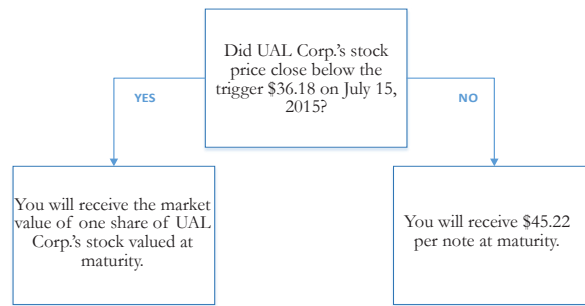 Did UAL Corp.'s stock
price close below the
trigger $36.18 on July 15,
2015?
YES
NO
You will receive the market
value of one share of UAL
Corp.'s stock valued at
maturity.
You will receive $45.22
per note at maturity.